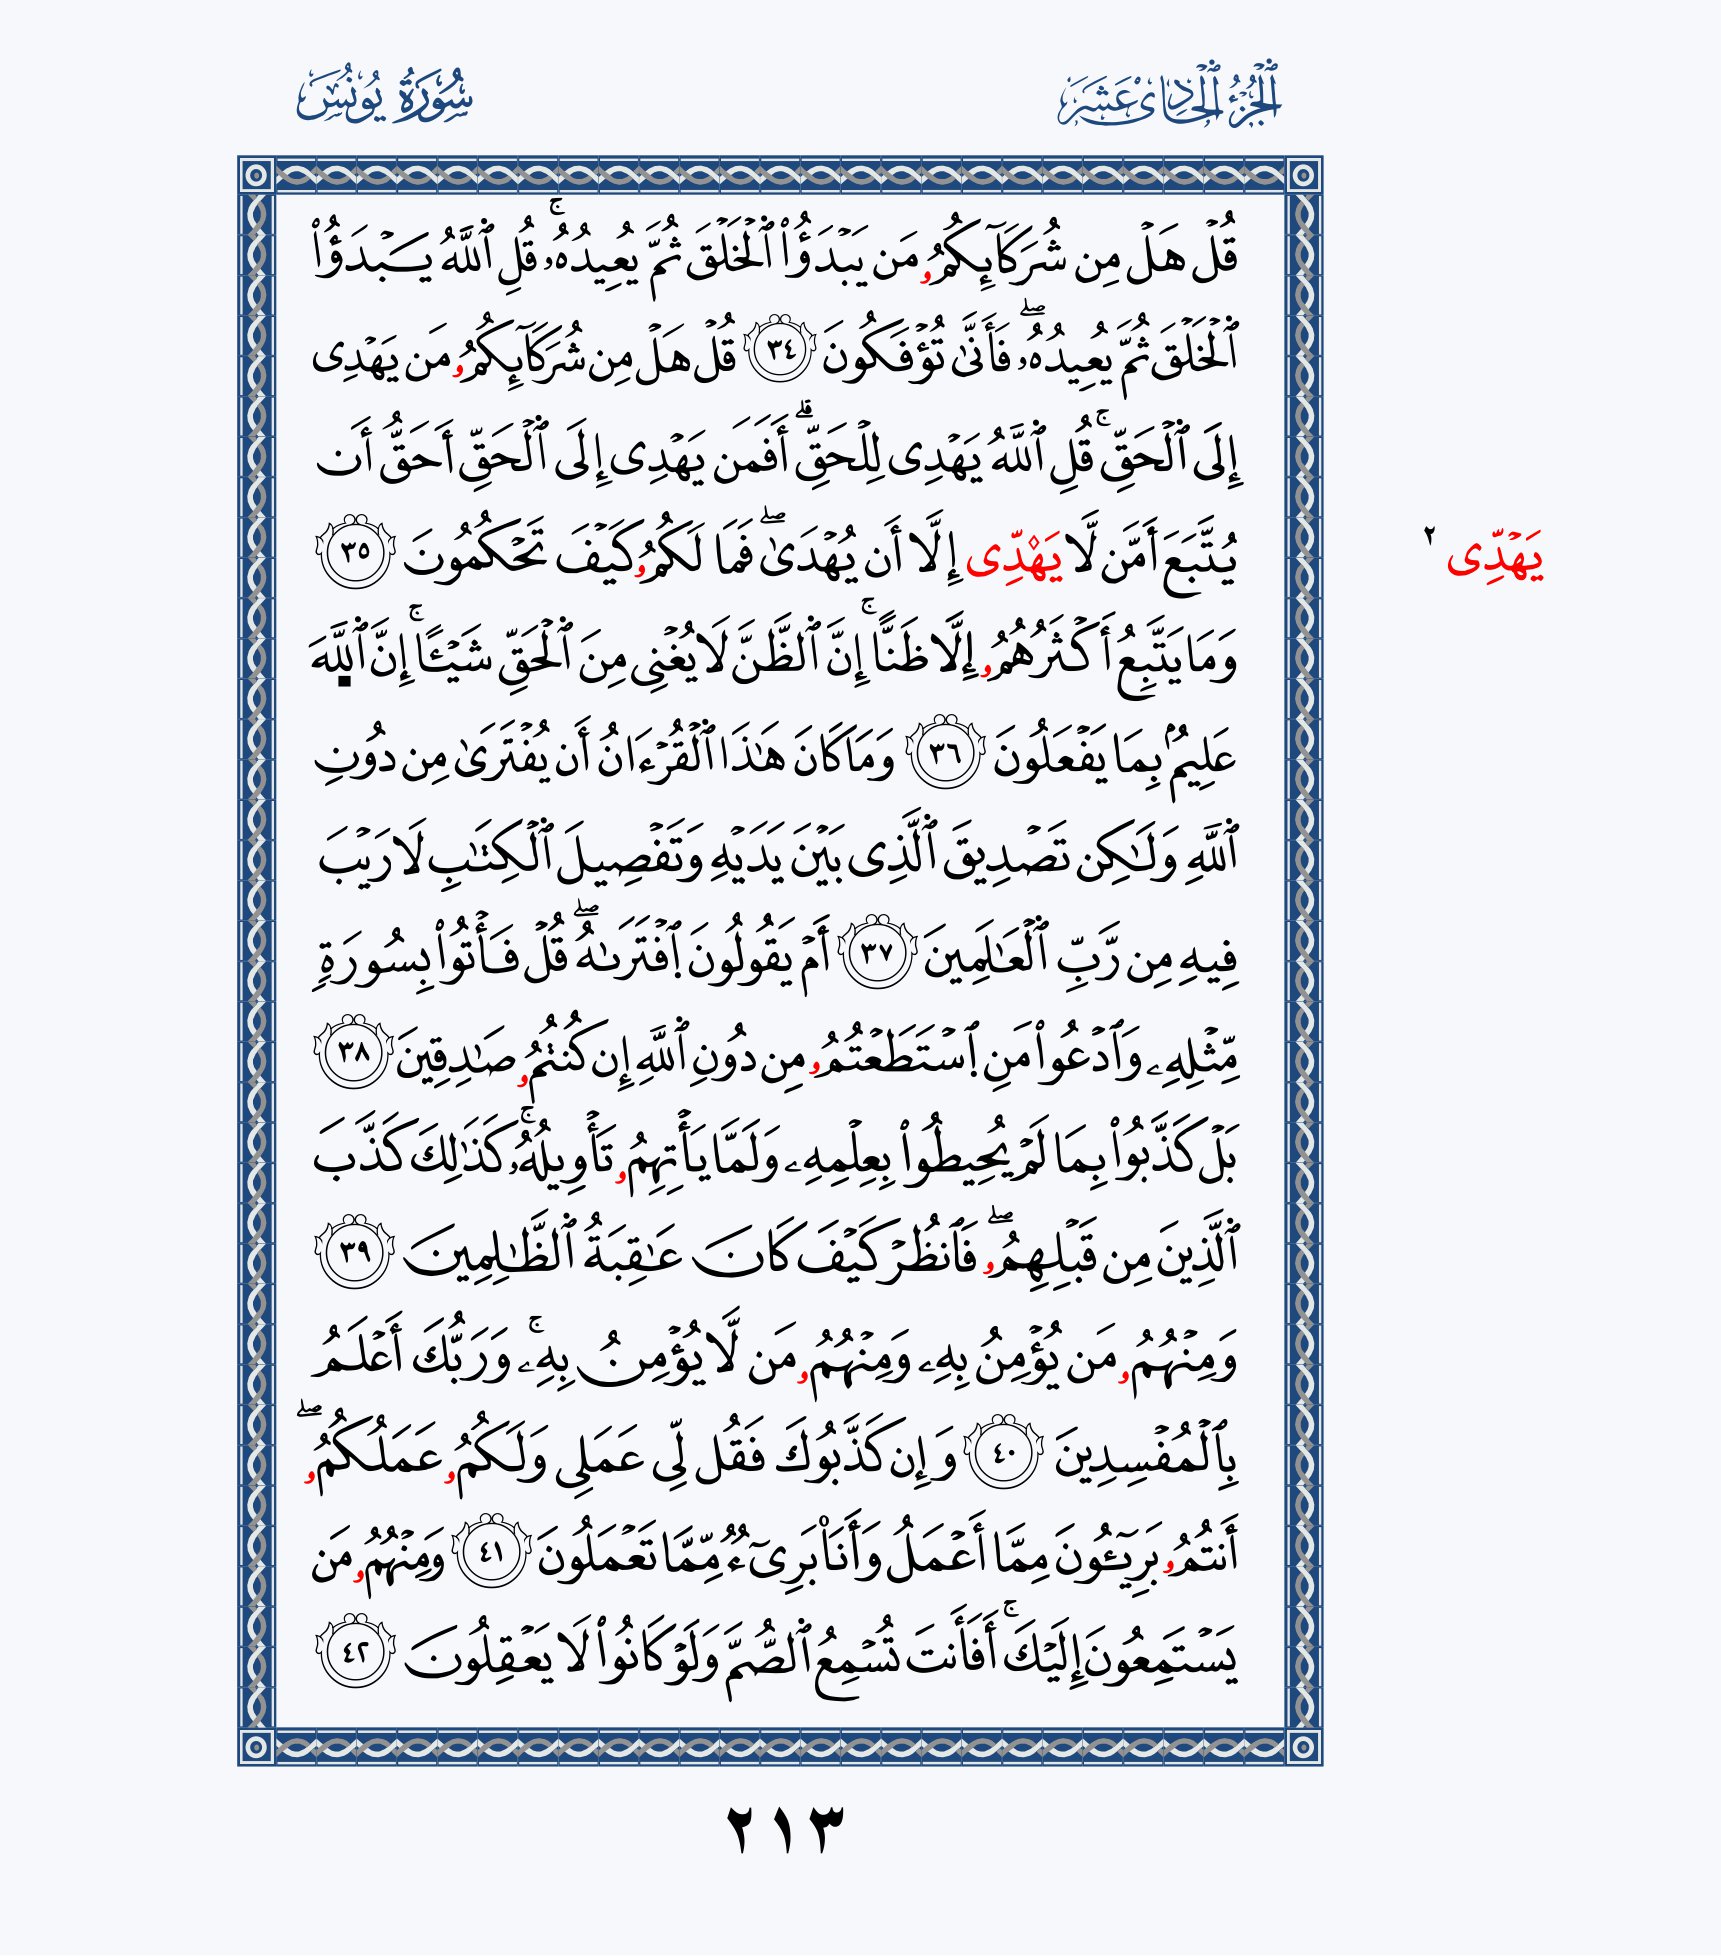 الجُزْءُ الحَادِي عَشَرَ
سُورَةُ يُونُسَ
قُلۡ هَلۡ مِن شُرَكَآئِكُمُۥ مَن يَبۡدَؤُاْ ٱلۡخَلۡقَ ثُمَّ يُعِيدُهُۥۚ قُلِ ٱللَّهُ يَبۡدَؤُاْ
ٱلۡخَلۡقَ ثُمَّ يُعِيدُهُۥۖ فَأَنَّىٰ تُؤۡفَكُونَ ٣٤ قُلۡ هَلۡ مِن شُرَكَآئِكُمُۥ مَن يَهۡدِى
إِلَى ٱلۡحَقِّۚ قُلِ ٱللَّهُ يَهۡدِى لِلۡحَقِّۗ أَفَمَن يَهۡدِى إِلَى ٱلۡحَقِّ أَحَقُّ أَن
يُتَّبَعَ أَمَّن لَّا يَهۡدِّى إِلَّا أَن يُهۡدَىٰۖ فَمَا لَكُمُۥ كَيۡفَ تَحۡكُمُونَ ٣٥
يَهۡدِّى ٢
وَمَا يَتَّبِعُ أَكۡثَرُهُمُۥ إِلَّا ظَنًّاۚ إِنَّ ٱلظَّنَّ لَا يُغۡنِى مِنَ ٱلۡحَقِّ شَيۡـًٔاۚ إِنَّ ٱللَّهَ
عَلِيمُۢ بِمَا يَفۡعَلُونَ ٣٦ وَمَا كَانَ هَٰذَا ٱلۡقُرۡءَانُ أَن يُفۡتَرَىٰ مِن دُونِ
ٱللَّهِ وَلَٰكِن تَصۡدِيقَ ٱلَّذِى بَيۡنَ يَدَيۡهِ وَتَفۡصِيلَ ٱلۡكِتَٰبِ لَا رَيۡبَ
فِيهِ مِن رَّبِّ ٱلۡعَٰلَمِينَ ٣٧ أَمۡ يَقُولُونَ ٱفۡتَرَىٰهُۖ قُلۡ فَأۡتُواْ بِسُورَةٍ
مِّثۡلِهِۦ وَٱدۡعُواْ مَنِ ٱسۡتَطَعۡتُمُۥ مِن دُونِ ٱللَّهِ إِن كُنتُمُۥ صَٰدِقِينَ ٣٨
بَلۡ كَذَّبُواْ بِمَا لَمۡ يُحِيطُواْ بِعِلۡمِهِۦ وَلَمَّا يَأۡتِهِمُۥ تَأۡوِيلُهُۥۚ كَذَٰلِكَ كَذَّبَ
ٱلَّذِينَ مِن قَبۡلِهِمُۥۖ فَٱنظُرۡ كَيۡفَ كَانَ عَٰقِبَةُ ٱلظَّٰلِمِينَ ٣٩
وَمِنۡهُمُۥ مَن يُؤۡمِنُ بِهِۦ وَمِنۡهُمُۥ مَن لَّا يُؤۡمِنُ بِهِۦۚ وَرَبُّكَ أَعۡلَمُ
بِٱلۡمُفۡسِدِينَ ٤٠ وَإِن كَذَّبُوكَ فَقُل لِّى عَمَلِى وَلَكُمُۥ عَمَلُكُمُۥۖ
أَنتُمُۥ بَرِيٓـُٔونَ مِمَّا أَعۡمَلُ وَأَنَا۠ بَرِىٓءٌ مِّمَّا تَعۡمَلُونَ ٤١ وَمِنۡهُمُۥ مَن
يَسۡتَمِعُونَ إِلَيۡكَۚ أَفَأَنتَ تُسۡمِعُ ٱلصُّمَّ وَلَوۡ كَانُواْ لَا يَعۡقِلُونَ ٤٢
٢١٣